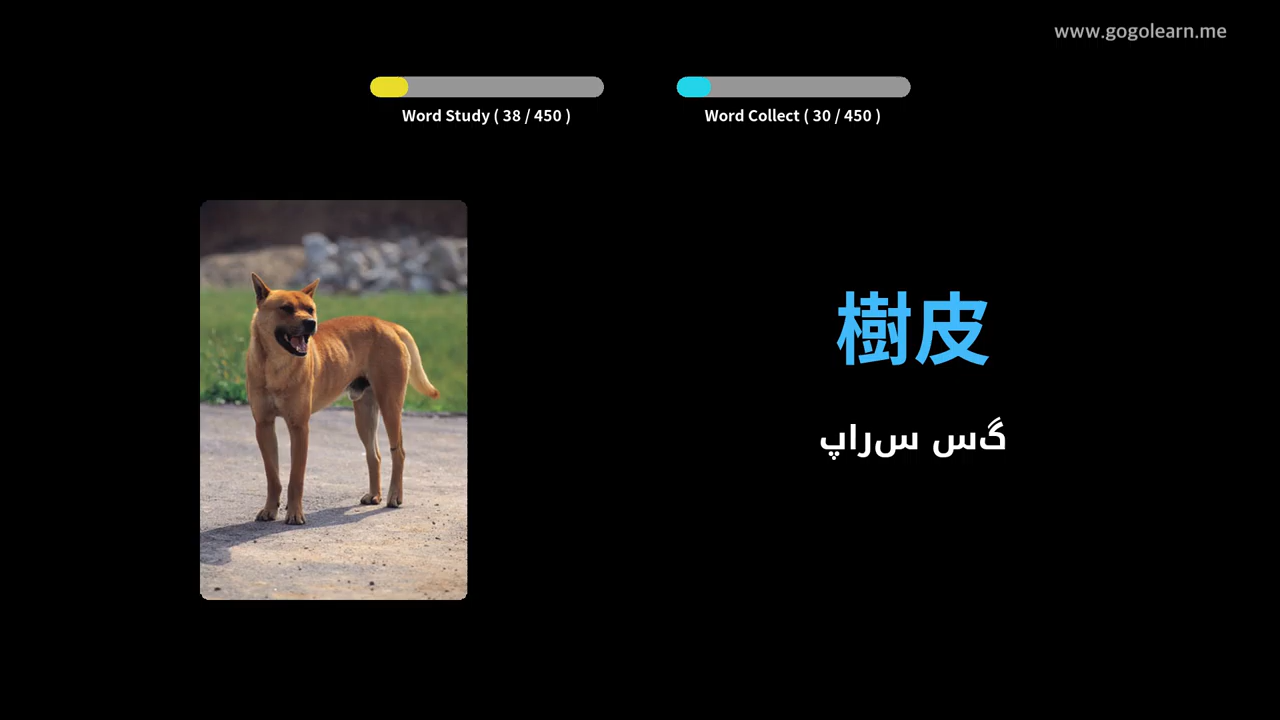 www.gogolearn.me
Word Study ( 38 / 450 )
Word Collect ( 30 / 450 )
樹皮
گس سراپ